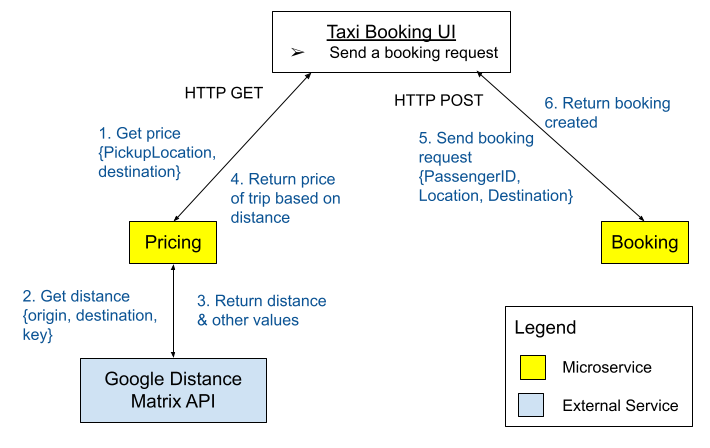 Taxi Booking UI
➢ Send a booking request
HTTP GET
HTTP POST
1. Get price
{PickupLocation,
destination}
4. Return price
of trip based on
distance
5. Send booking
request
{PassengerID,
Location, Destination}
6. Return booking
created
Pricing
Booking
2. Get distance
{origin, destination,
key}
3. Return distance
& other values
Google Distance
Matrix API
Legend
Microservice
External Service